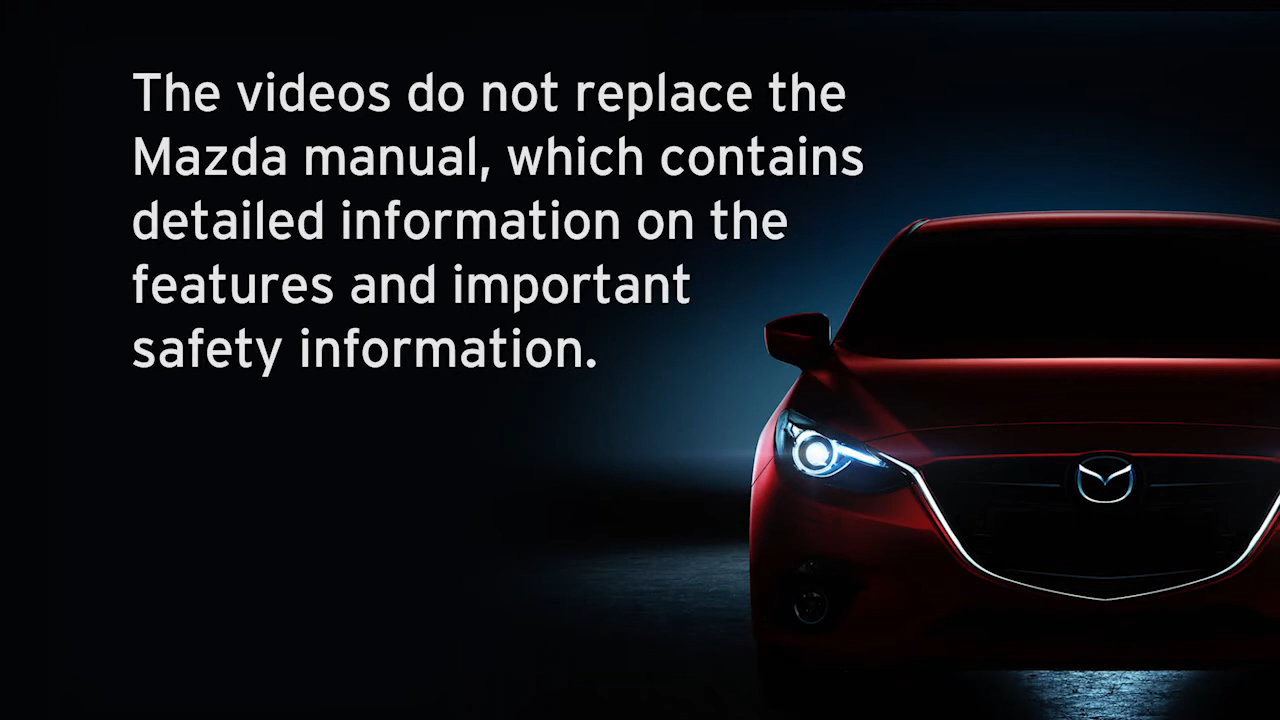 The videos do not replace the
Mazda manual, which contains
detailed information on the
features and important
safety information.